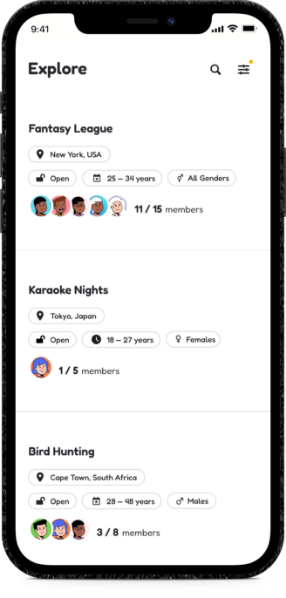 9:41
Explore
Fantasy League
New York, USA
Open 25 – 34 years All Genders
11 / 15 members
Karaoke Nights
Tokyo, Japan
Open 18 – 27 years Females
1 / 5 members
Bird Hunting
Cape Town, South Africa
Open 28 – 48 years Males
3 / 8 members